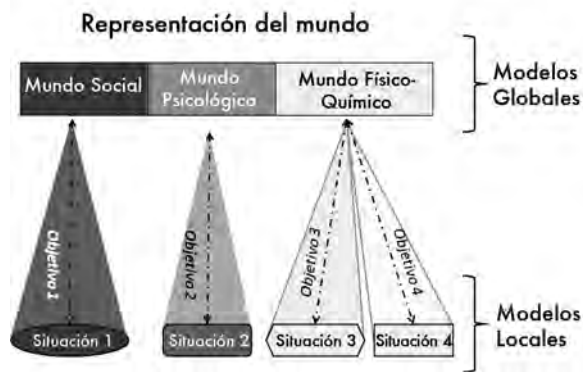 Representación del mundo
Mundo Social
Mundo
Psicológica
Mundo Físico-
Químico
Modelos
Globales
Objetivo 1
Objetivo 2
Objetivo 3
Objetivo 4
Situación 1
Situación 2
Situación 3
Situación 4
Modelos
Locales